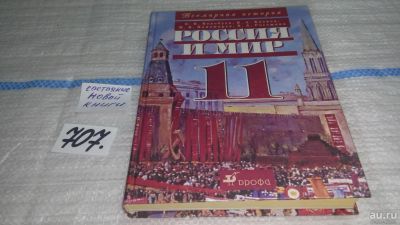 Всемирная история
РОССИЯ
И МИР
11
дрофа
состояние
новой
книги
707.
au.ru